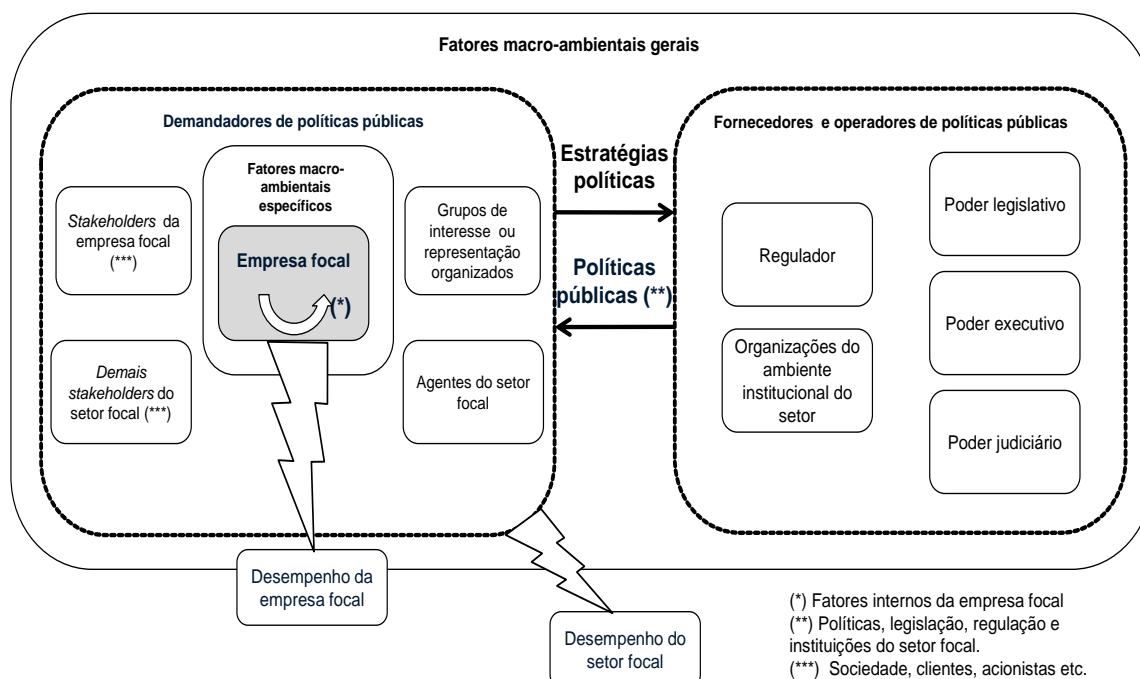 Fatores macro-ambientais gerais
Demandadores de políticas públicas
Fatores macro-
ambientais
específicos
Stakeholders da
empresa focal
(***)
Empresa focal
(*)
Grupos de
interesse ou
representação
organizados
Demais
stakeholders do
setor focal (***)
Agentes do setor
focal
Estratégias
políticas
Políticas
públicas (**)
Fornecedores e operadores de políticas públicas
Regulador
Organizações do
ambiente
institucional do
setor
Poder legislativo
Poder executivo
Poder judiciário
Desempenho da
empresa focal
Desempenho do
setor focal
(*) Fatores internos da empresa focal
(**) Políticas, legislação, regulação e
instituições do setor focal.
(***) Sociedade, clientes, acionistas etc.